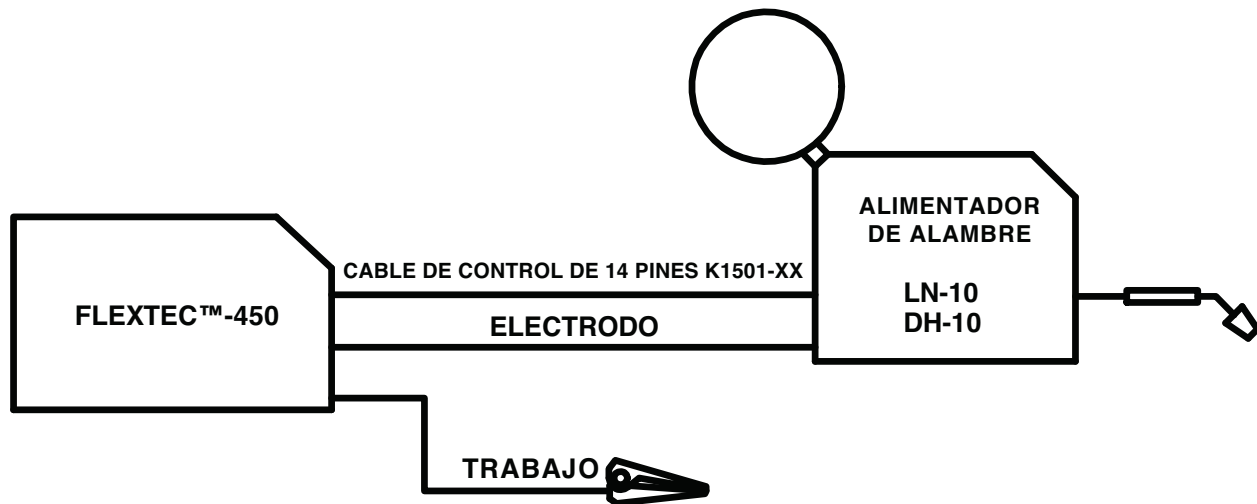 ALIMENTADOR
DE ALAMBRE
LN-10
DH-10
CABLE DE CONTROL DE 14 PINES K1501-XX
FLEXTEC™-450
ELECTRODO
TRABAJO